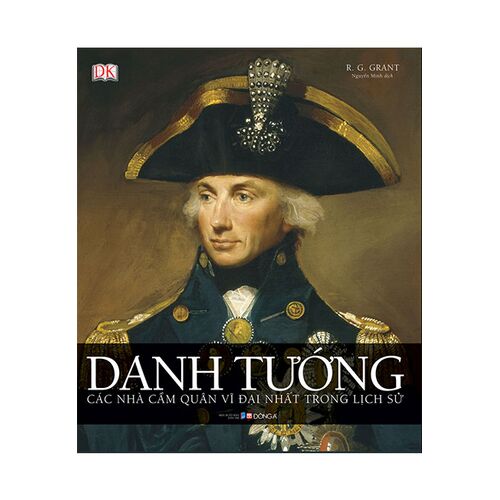 DK
R. G. GRANT
Nguyễn Minh dịch
DANH TƯỚNG
CÁC NHÀ CẦM QUÂN VĨ ĐẠI NHẤT TRONG LỊCH SỬ
ĐÔNG A